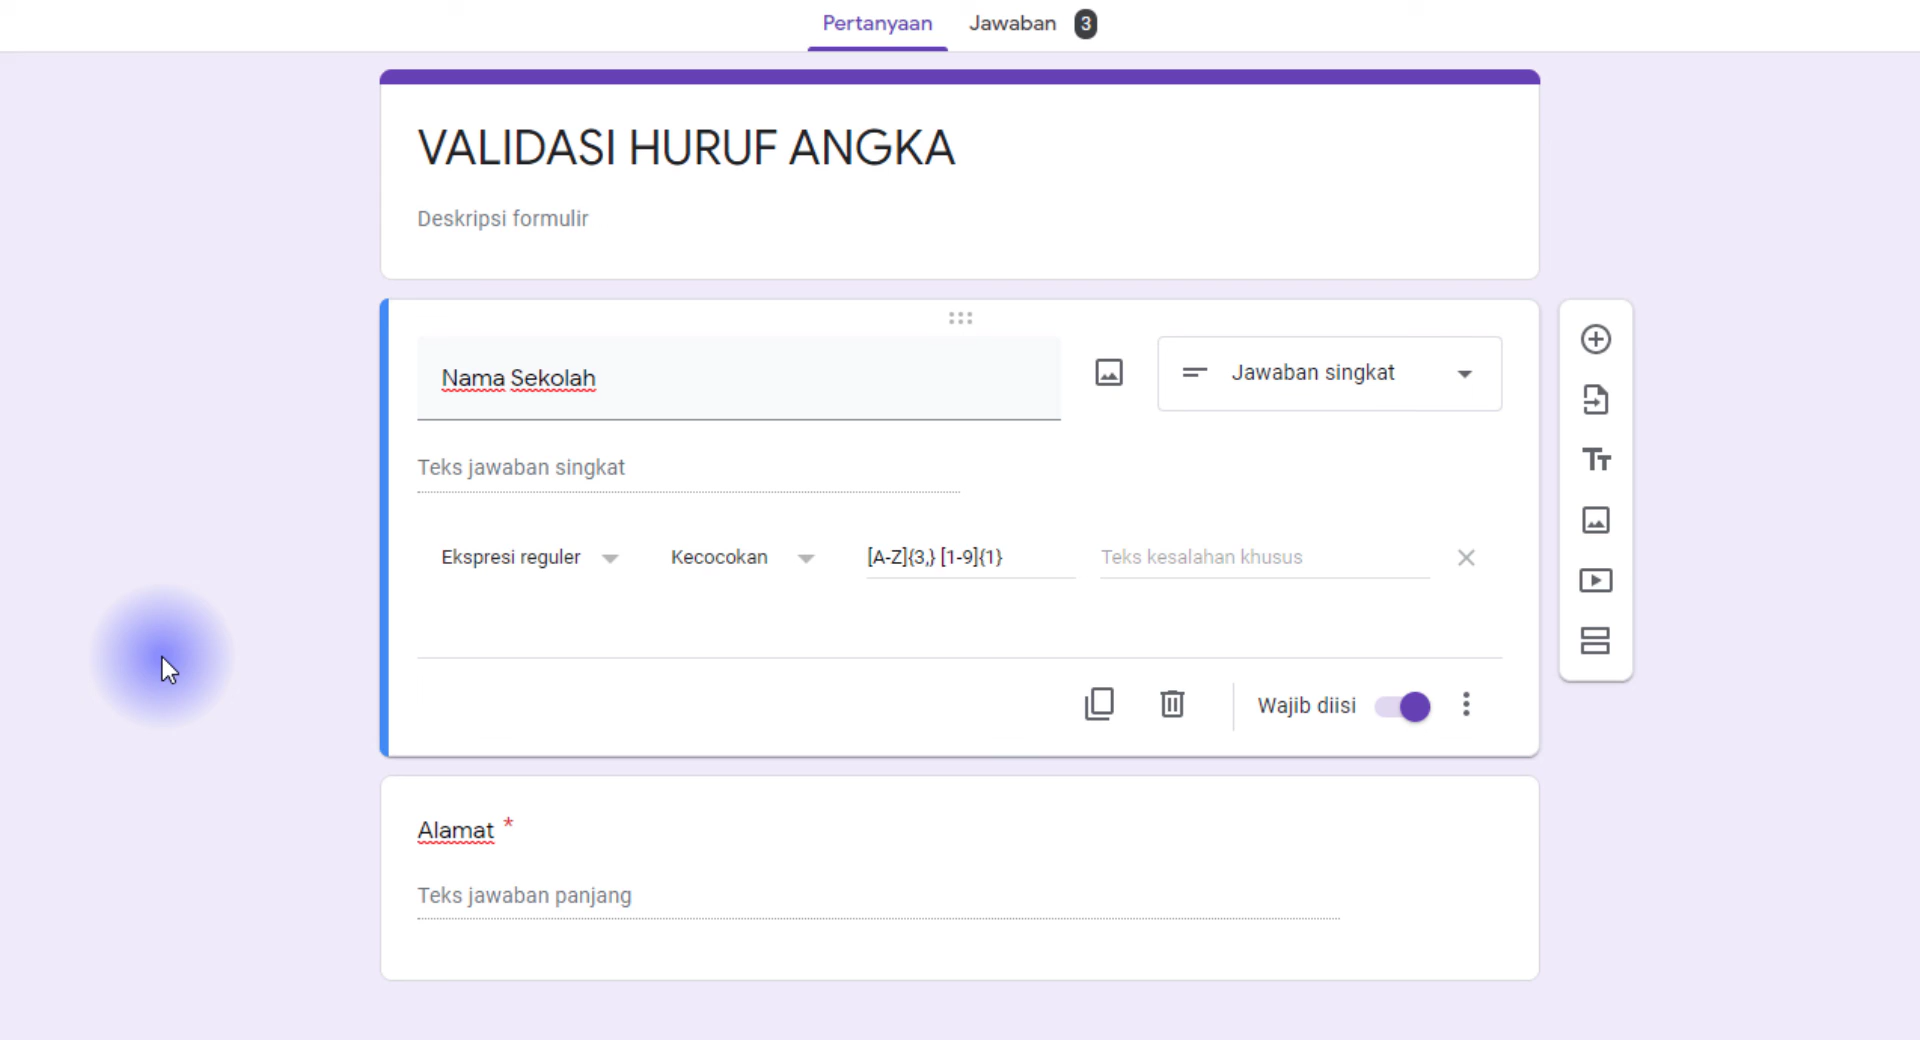 Pertanyaan Jawaban 3
VALIDASI HURUF ANGKA
Deskripsi formulir
Nama Sekolah
Jawaban singkat
Teks jawaban singkat
Ekspresi reguler Kecocokan [A-Z]{3,} [1-9]{1} Teks kesalahan khusus
Wajib diisi
Alamat *
Teks jawaban panjang